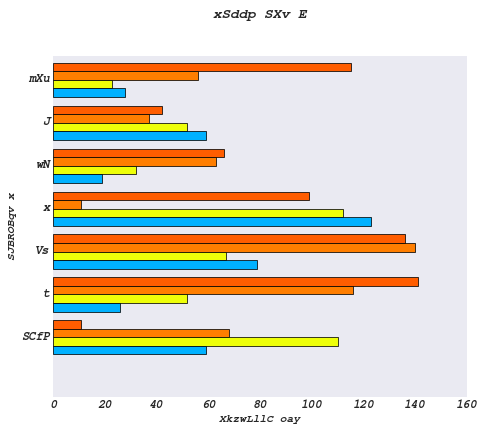 xSddp SXv E
SJBROBqv x
mXu
J
wN
x
Vs
t
SCfP
0 20 40 60 80 100 120 140 160
XkzwLllC oay